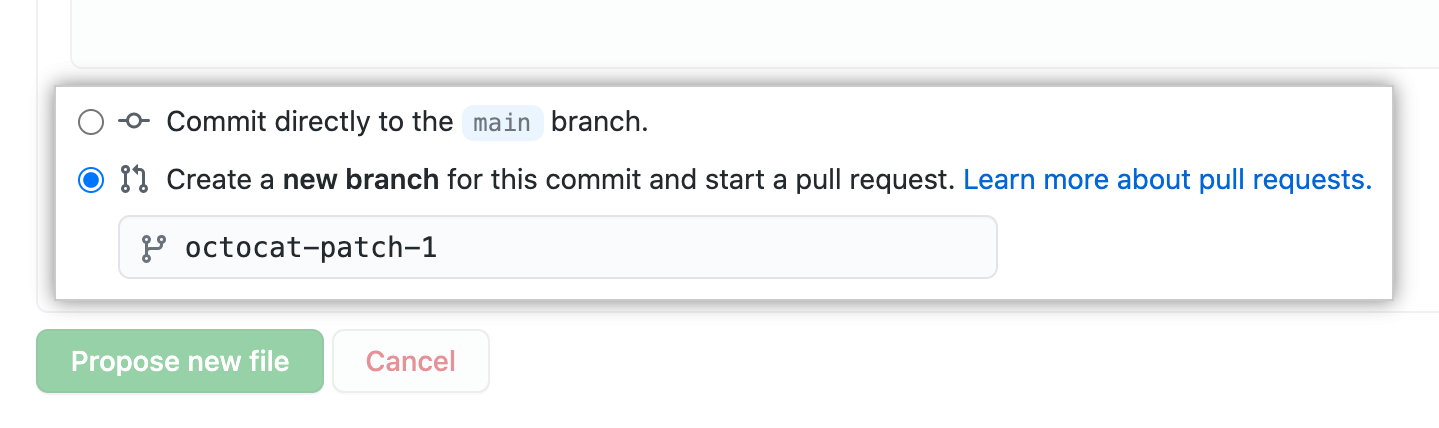 Commit directly to the main branch.
Create a new branch for this commit and start a pull request. Learn more about pull requests.
octocat-patch-1
Propose new file Cancel